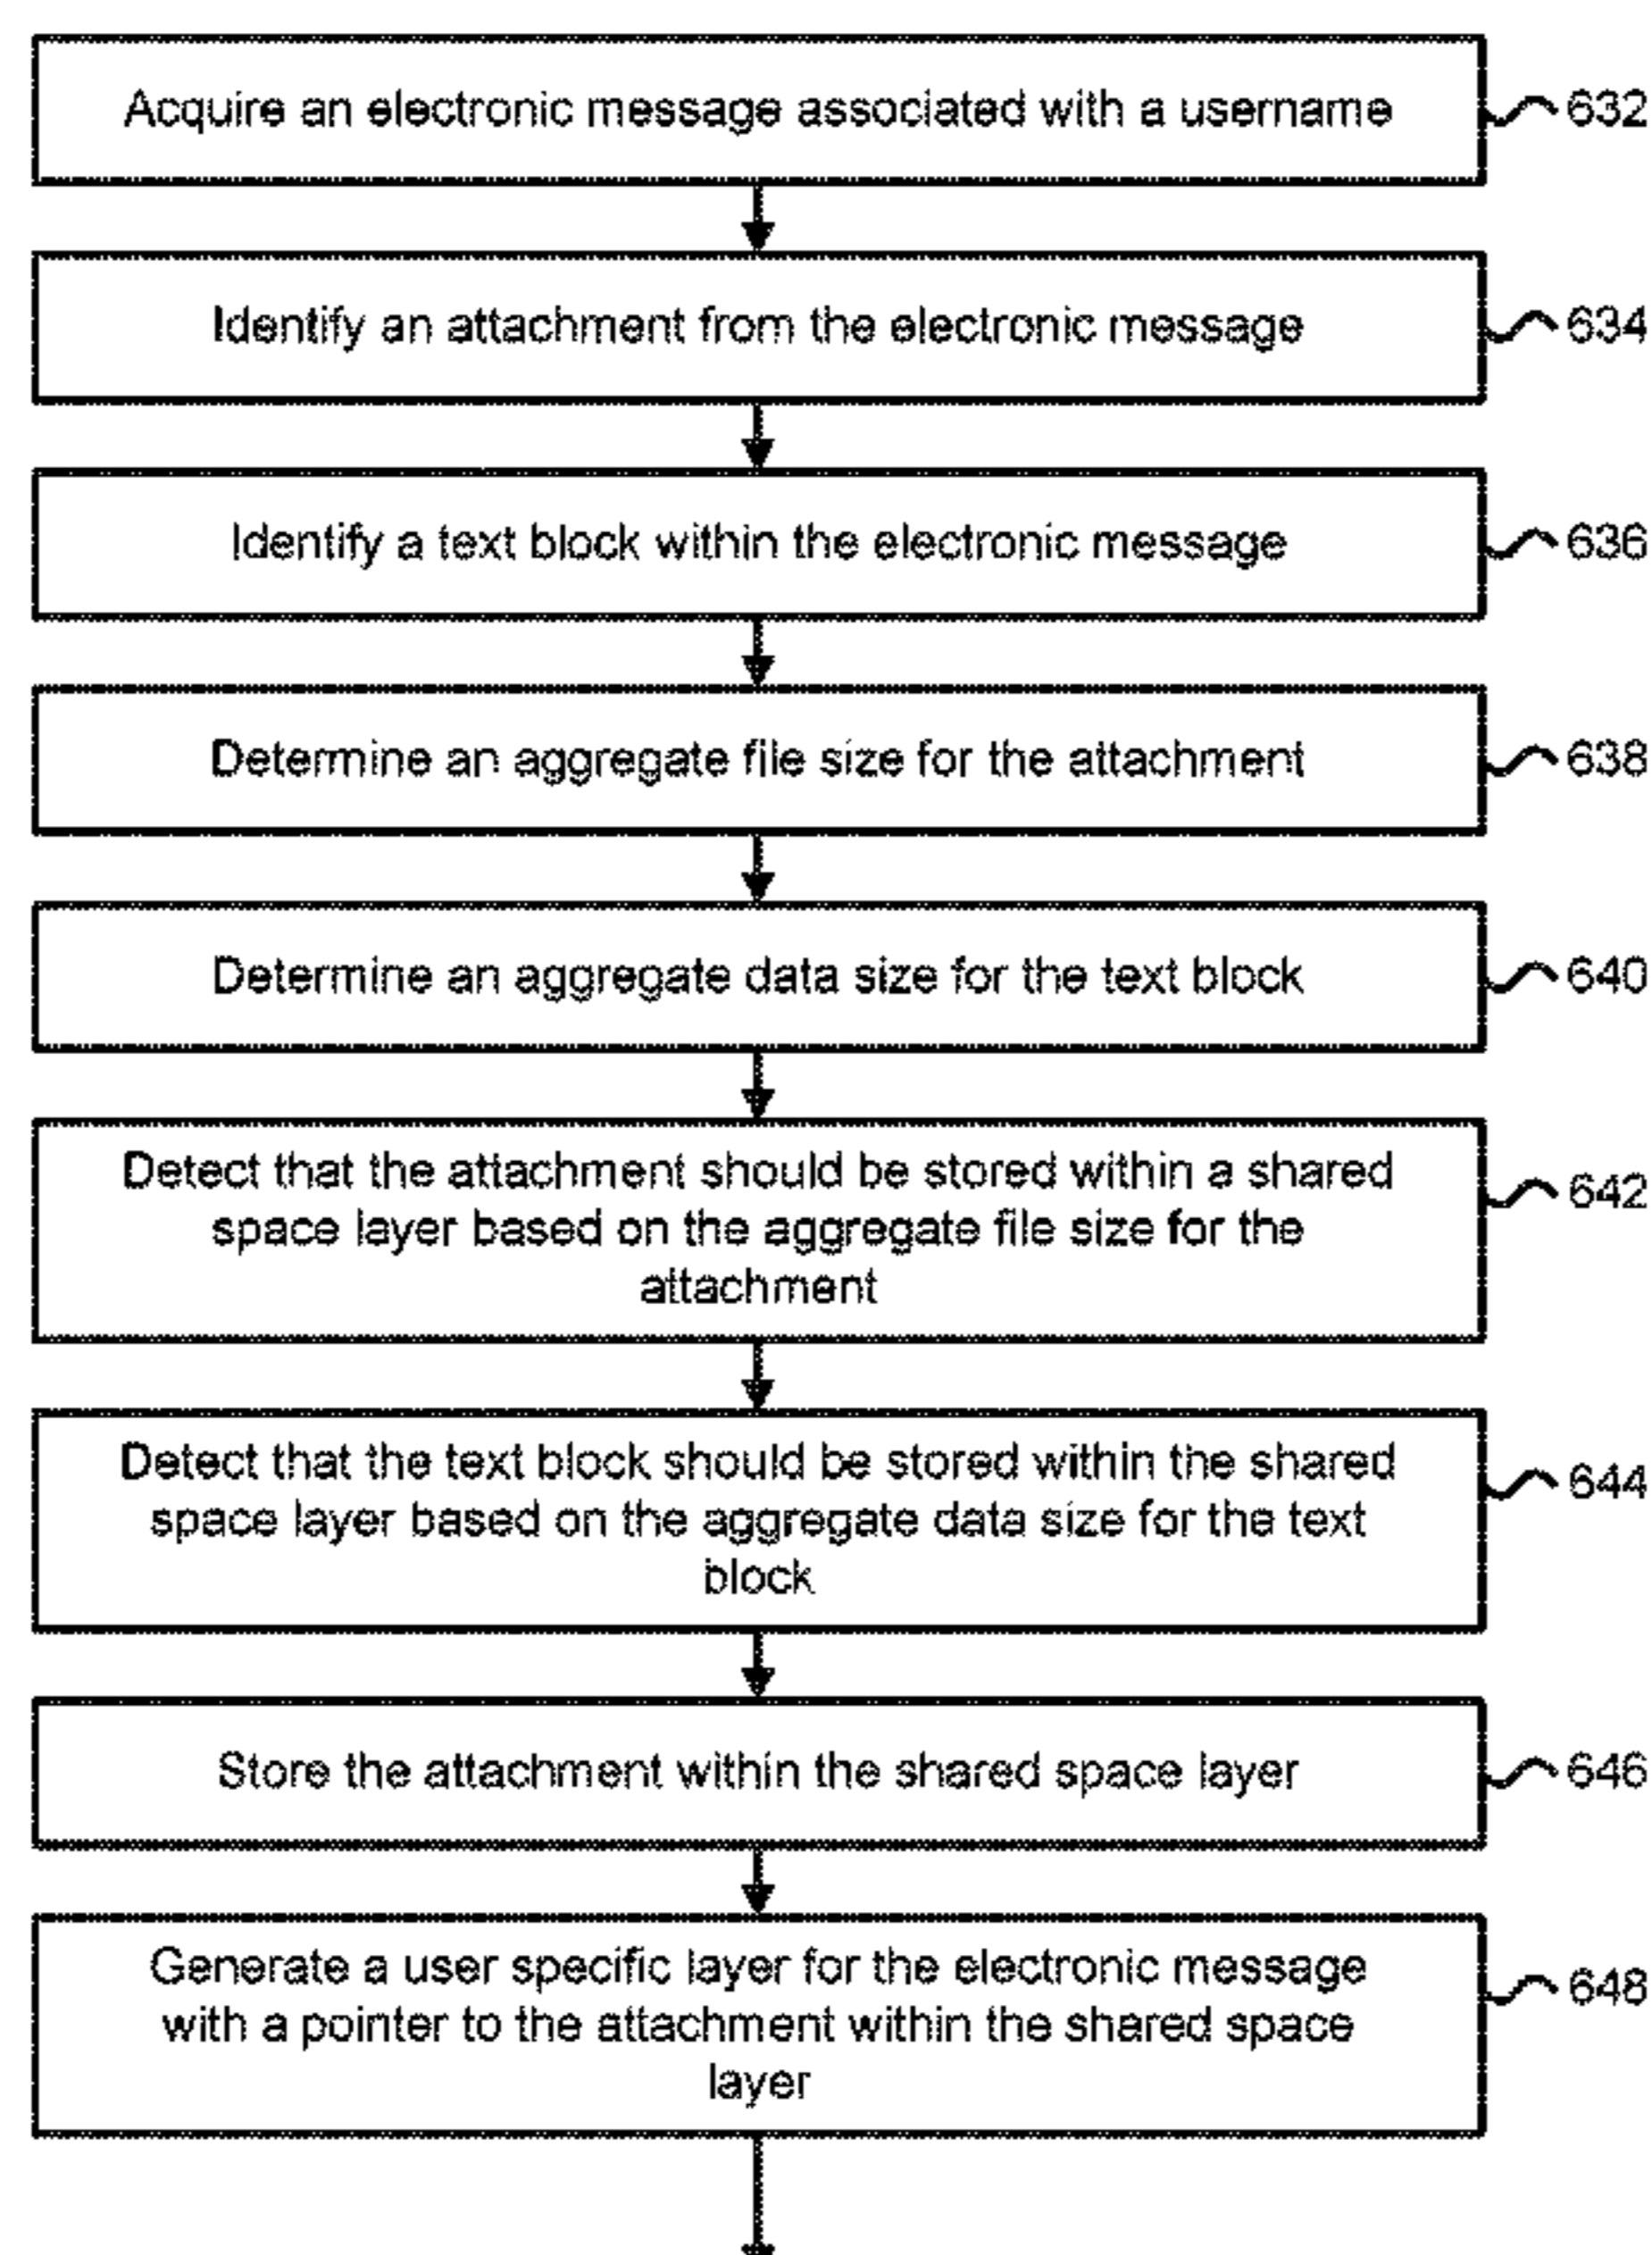 Acquire an electronic message associated with a username
632
Identify an attachment from the electronic message
634
Identify a text block within the electronic message
636
Determine an aggregate file size for the attachment
638
Determine an aggregate data size for the text block
640
Detect that the attachment should be stored within a shared
space layer based on the aggregate file size for the
attachment
642
Detect that the text block should be stored within the shared
space layer based on the aggregate data size for the text
block
644
Store the attachment within the shared space layer
646
Generate a user specific layer for the electronic message
with a pointer to the attachment within the shared space
layer
648